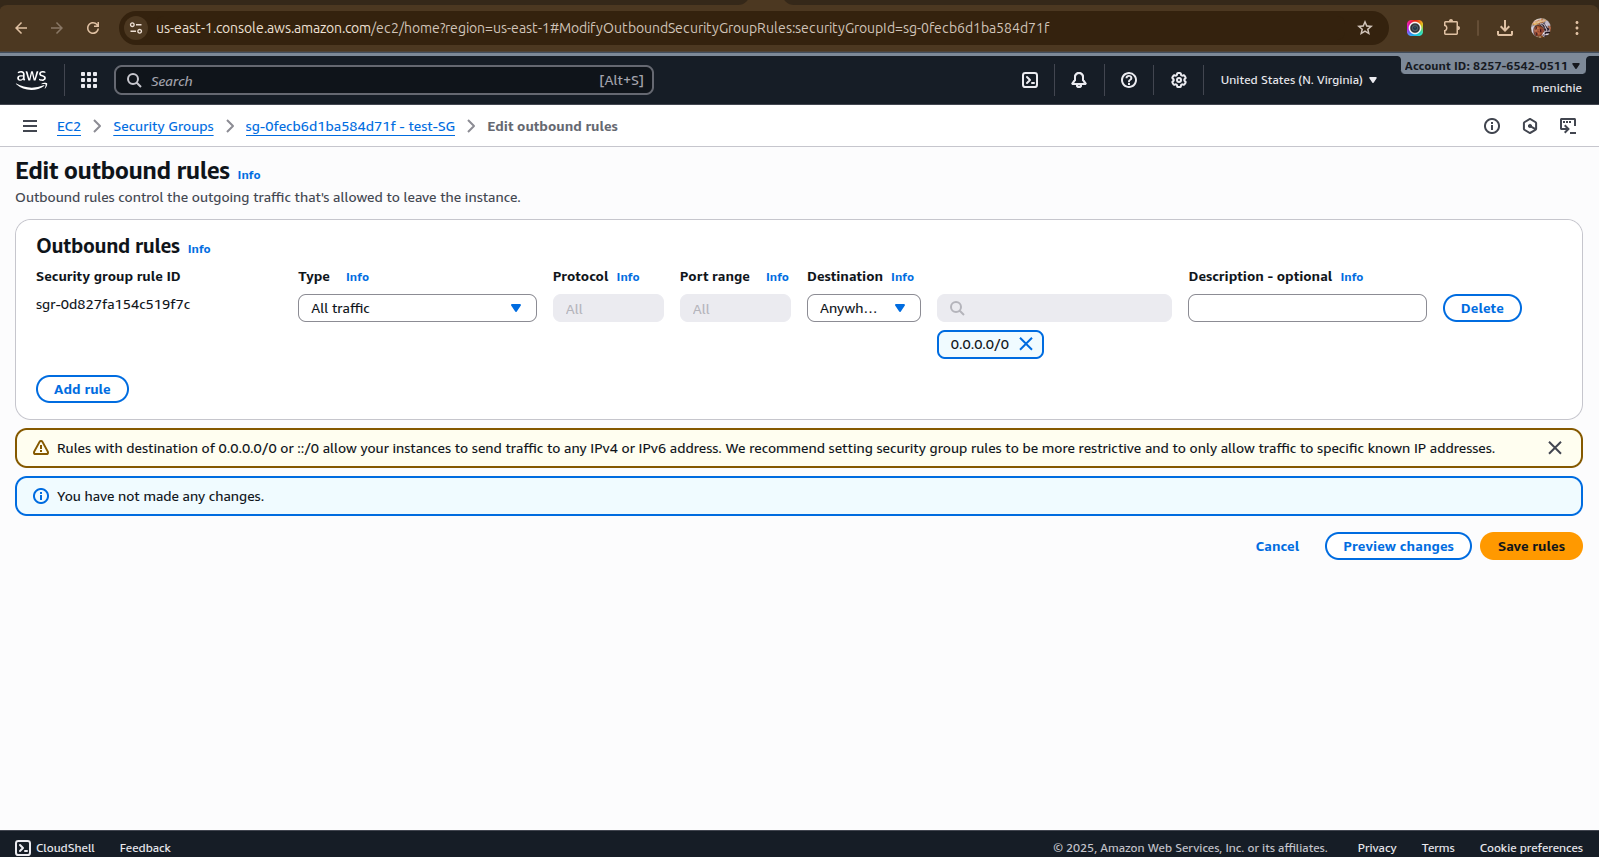 us-east-1.console.aws.amazon.com/ec2/home?region=us-east-1#ModifyOutboundSecurityGroupRules:securityGroupId=sg-0fecb6d1ba584d71f
aws
Search [Alt+S]
United States (N. Virginia)
Account ID: 8257-6542-0511
menichie
EC2 > Security Groups > sg-0fecb6d1ba584d71f - test-SG > Edit outbound rules
Edit outbound rules Info
Outbound rules control the outgoing traffic that's allowed to leave the instance.
Outbound rules Info
Security group rule ID Type Info Protocol Info Port range Info Destination Info Description - optional Info
sgr-0d827fa154c519f7c All traffic All All Anywh... Delete
0.0.0.0/0
Add rule
Rules with destination of 0.0.0.0/0 or ::/0 allow your instances to send traffic to any IPv4 or IPv6 address. We recommend setting security group rules to be more restrictive and to only allow traffic to specific known IP addresses.
You have not made any changes.
Cancel Preview changes Save rules
CloudShell Feedback © 2025, Amazon Web Services, Inc. or its affiliates. Privacy Terms Cookie preferences